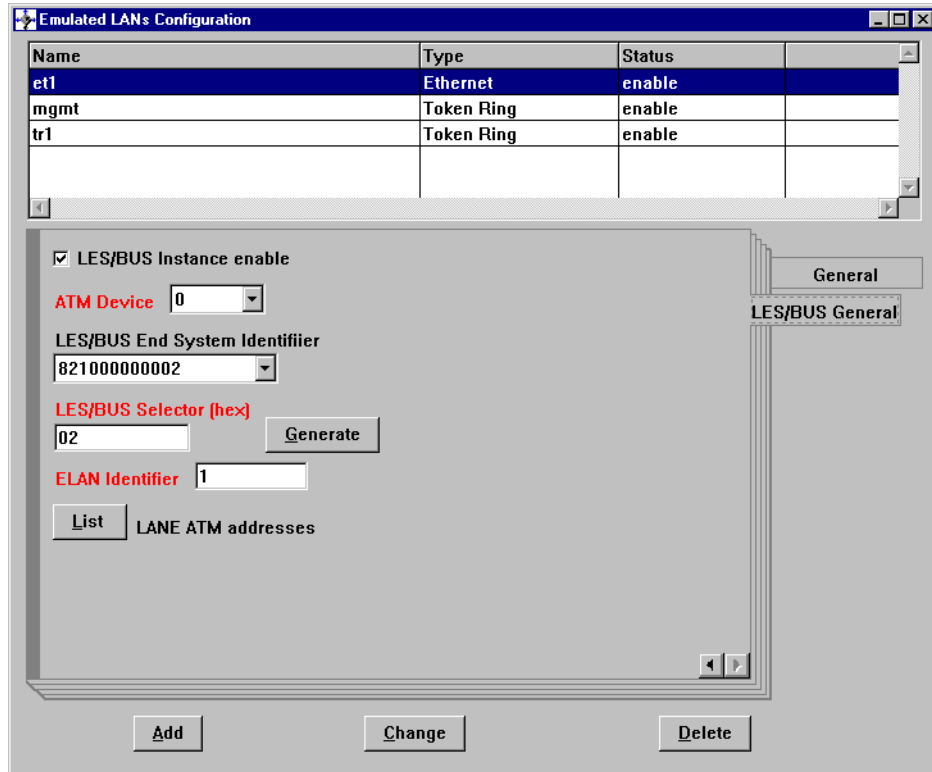 Emulated LANs Configuration
Name Type Status
et1 Ethernet enable
mgmt Token Ring enable
tr1 Token Ring enable
LES/BUS Instance enable
General
ATM Device 0
LES/BUS General
LES/BUS End System Identifiier
821000000002
LES/BUS Selector (hex)
02 Generate
ELAN Identifier 1
List LANE ATM addresses
Add Change Delete